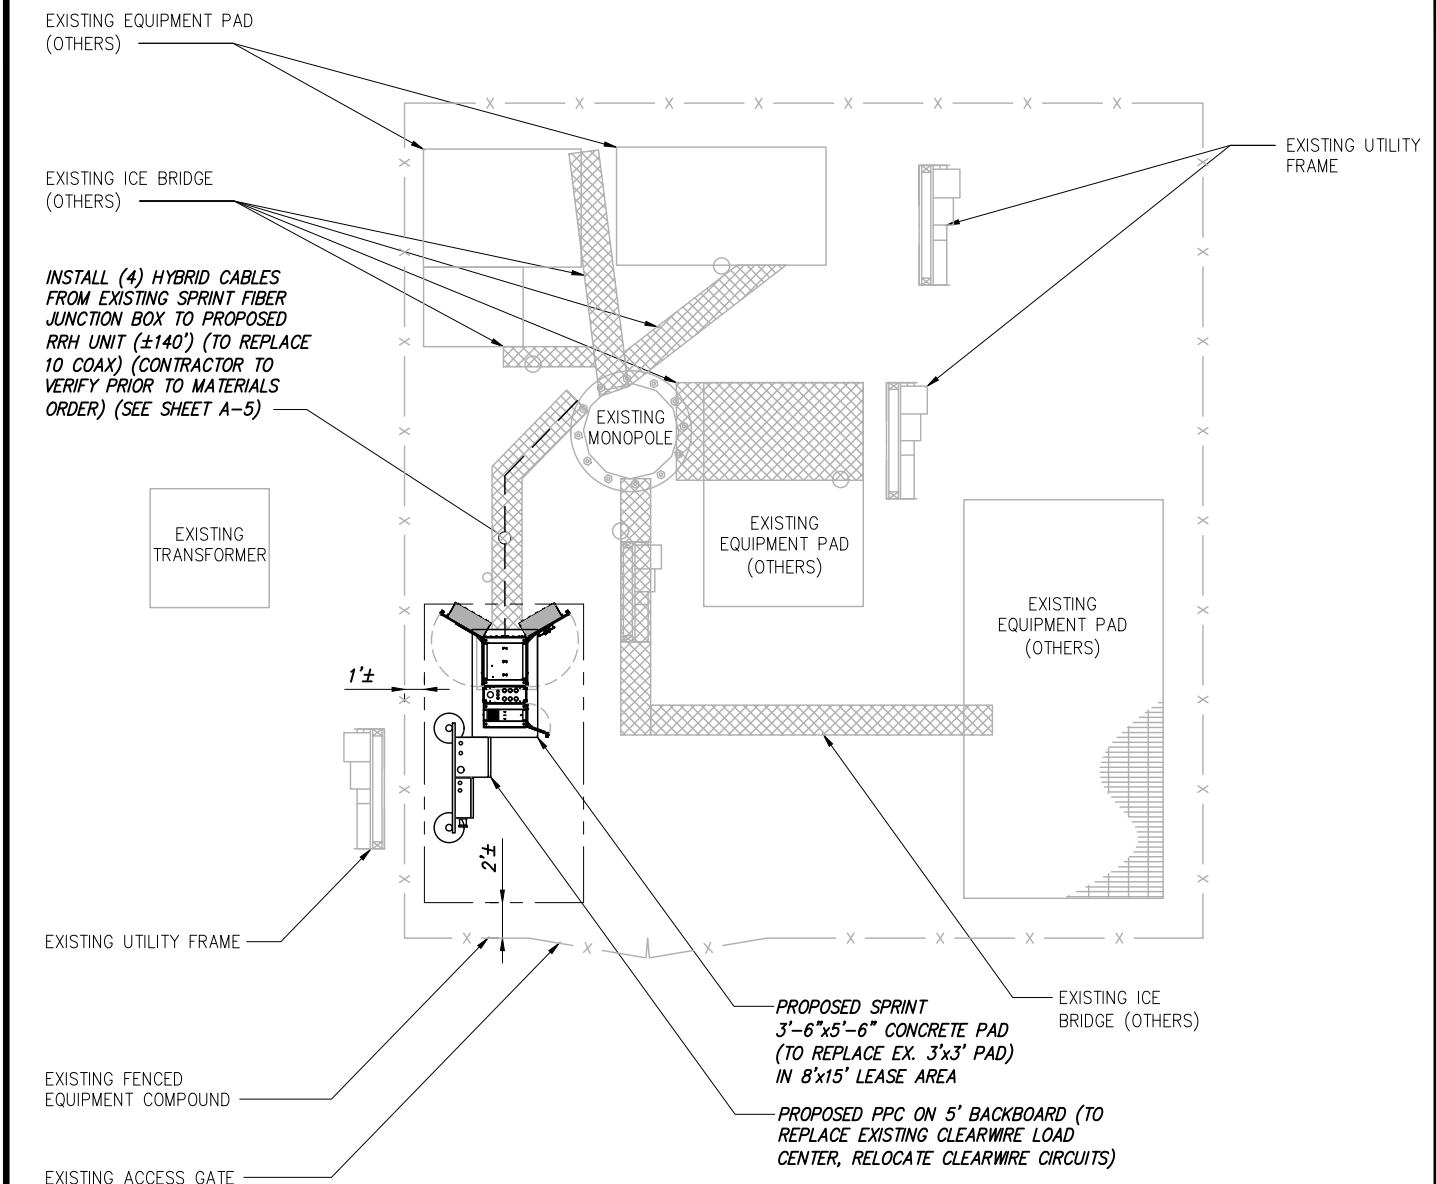 EXISTING EQUIPMENT PAD
(OTHERS)
EXISTING UTILITY
FRAME
EXISTING ICE BRIDGE
(OTHERS)
INSTALL (4) HYBRID CABLES
FROM EXISTING SPRINT FIBER
JUNCTION BOX TO PROPOSED
RRH UNIT (±140') (TO REPLACE
10 COAX) (CONTRACTOR TO
VERIFY PRIOR TO MATERIALS
ORDER) (SEE SHEET A-5)
EXISTING
MONOPOLE
EXISTING
TRANSFORMER
EXISTING
EQUIPMENT PAD
(OTHERS)
EXISTING
EQUIPMENT PAD
(OTHERS)
1'±
2'±
EXISTING UTILITY FRAME
PROPOSED SPRINT
3'-6"x5'-6" CONCRETE PAD
(TO REPLACE EX. 3'x3' PAD)
IN 8'x15' LEASE AREA
EXISTING ICE
BRIDGE (OTHERS)
EXISTING FENCED
EQUIPMENT COMPOUND
PROPOSED PPC ON 5' BACKBOARD (TO
REPLACE EXISTING CLEARWIRE LOAD
CENTER, RELOCATE CLEARWIRE CIRCUITS)
EXISTING ACCESS GATE